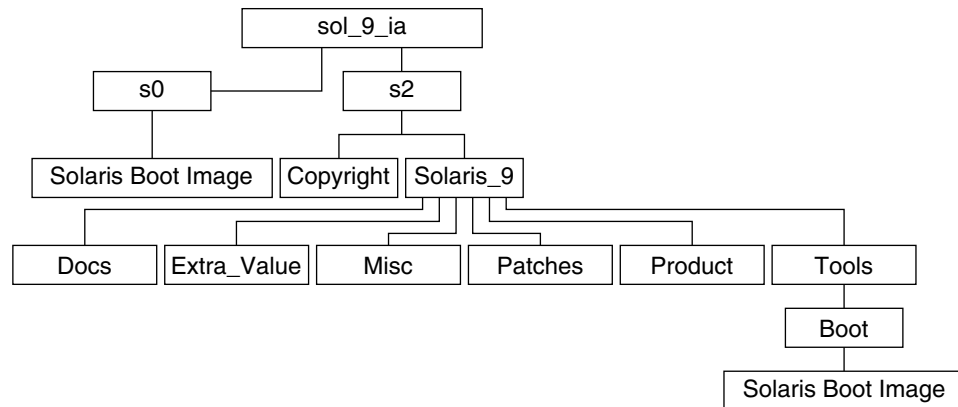 sol_9_ia
s0
s2
Solaris Boot Image
Copyright
Solaris_9
Docs
Extra_Value
Misc
Patches
Product
Tools
Boot
Solaris Boot Image